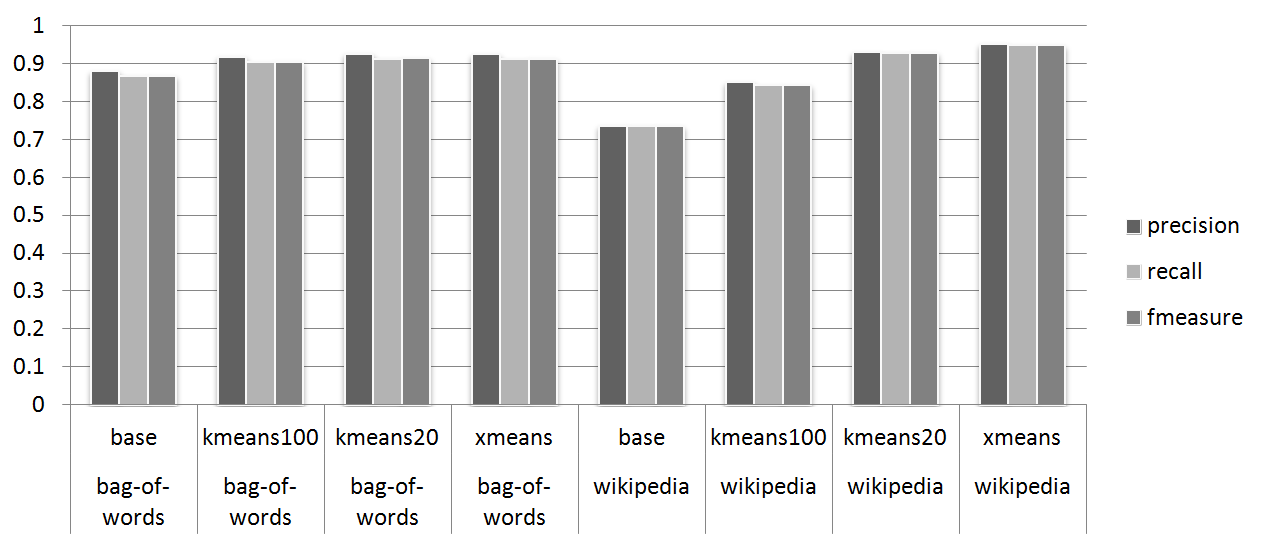 1
0.9
0.8
0.7
0.6
0.5
0.4
0.3
0.2
0.1
0
base kmeans100 kmeans20 xmeans base kmeans100 kmeans20 xmeans
bag-of- bag-of- bag-of- bag-of- wikipedia wikipedia wikipedia wikipedia
words words words words
precision
recall
fmeasure